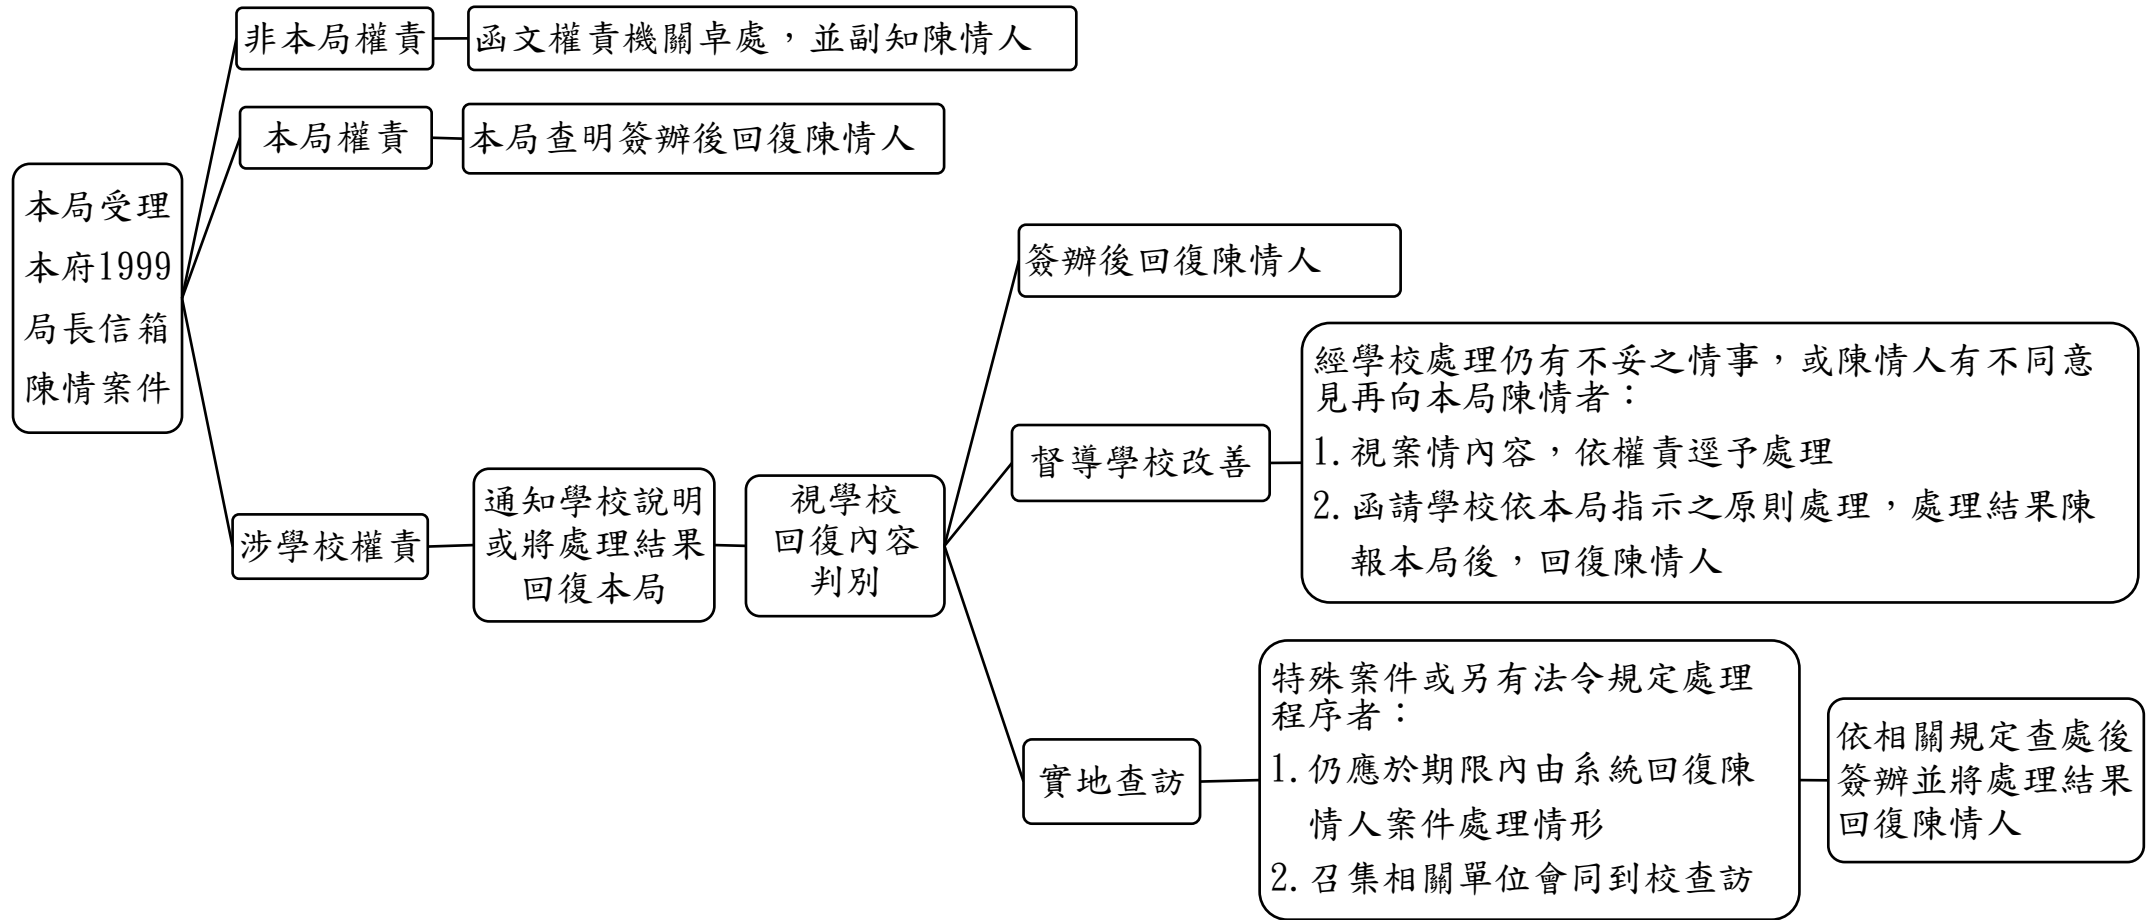 非本局權責
函文權責機關卓處，並副知陳情人
本局權責
本局查明簽辦後回復陳情人
本局受理
本府1999
局長信箱
陳情案件
涉學校權責
通知學校說明
或將處理結果
回復本局
視學校
回復內容
判別
簽辦後回復陳情人
督導學校改善
經學校處理仍有不妥之情事，或陳情人有不同意
見再向本局陳情者：
1.視案情內容，依權責逕予處理
2.函請學校依本局指示之原則處理，處理結果陳
報本局後，回復陳情人
實地查訪
特殊案件或另有法令規定處理
程序者：
1.仍應於期限內由系統回復陳
情人案件處理情形
2.召集相關單位會同到校查訪
依相關規定查處後
簽辦並將處理結果
回復陳情人